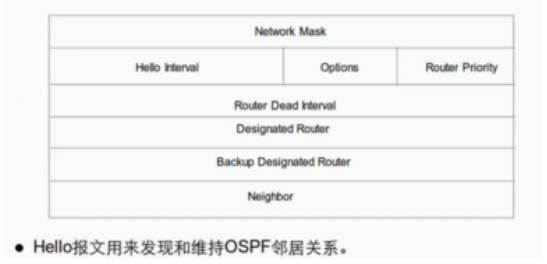 Network Mask
Hello Interval Options Router Priority
Router Dead Interval
Designated Router
Backup Designated Router
Neighbor
● Hello报文用来发现和维持OSPF邻居关系。